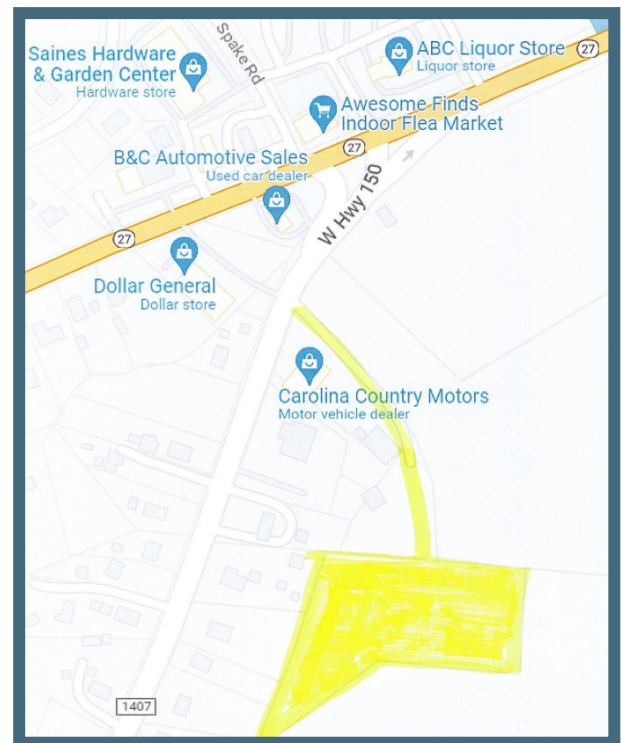 Saines Hardware
& Garden Center
Hardware store
Spake Rd
ABC Liquor Store
Liquor store
27
Awesome Finds
Indoor Flea Market
27
B&C Automotive Sales
Used car dealer
W Hwy 150
27
Dollar General
Dollar store
Carolina Country Motors
Motor vehicle dealer
1407